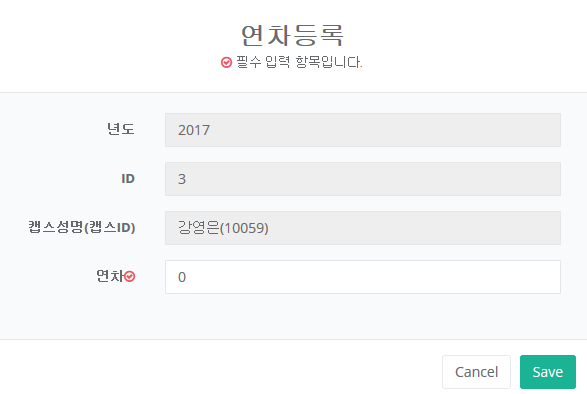 연차등록
필수 입력 항목입니다.
년도 2017
ID 3
캡스성명(캡스ID) 강영은(10059)
연차 0
Cancel Save